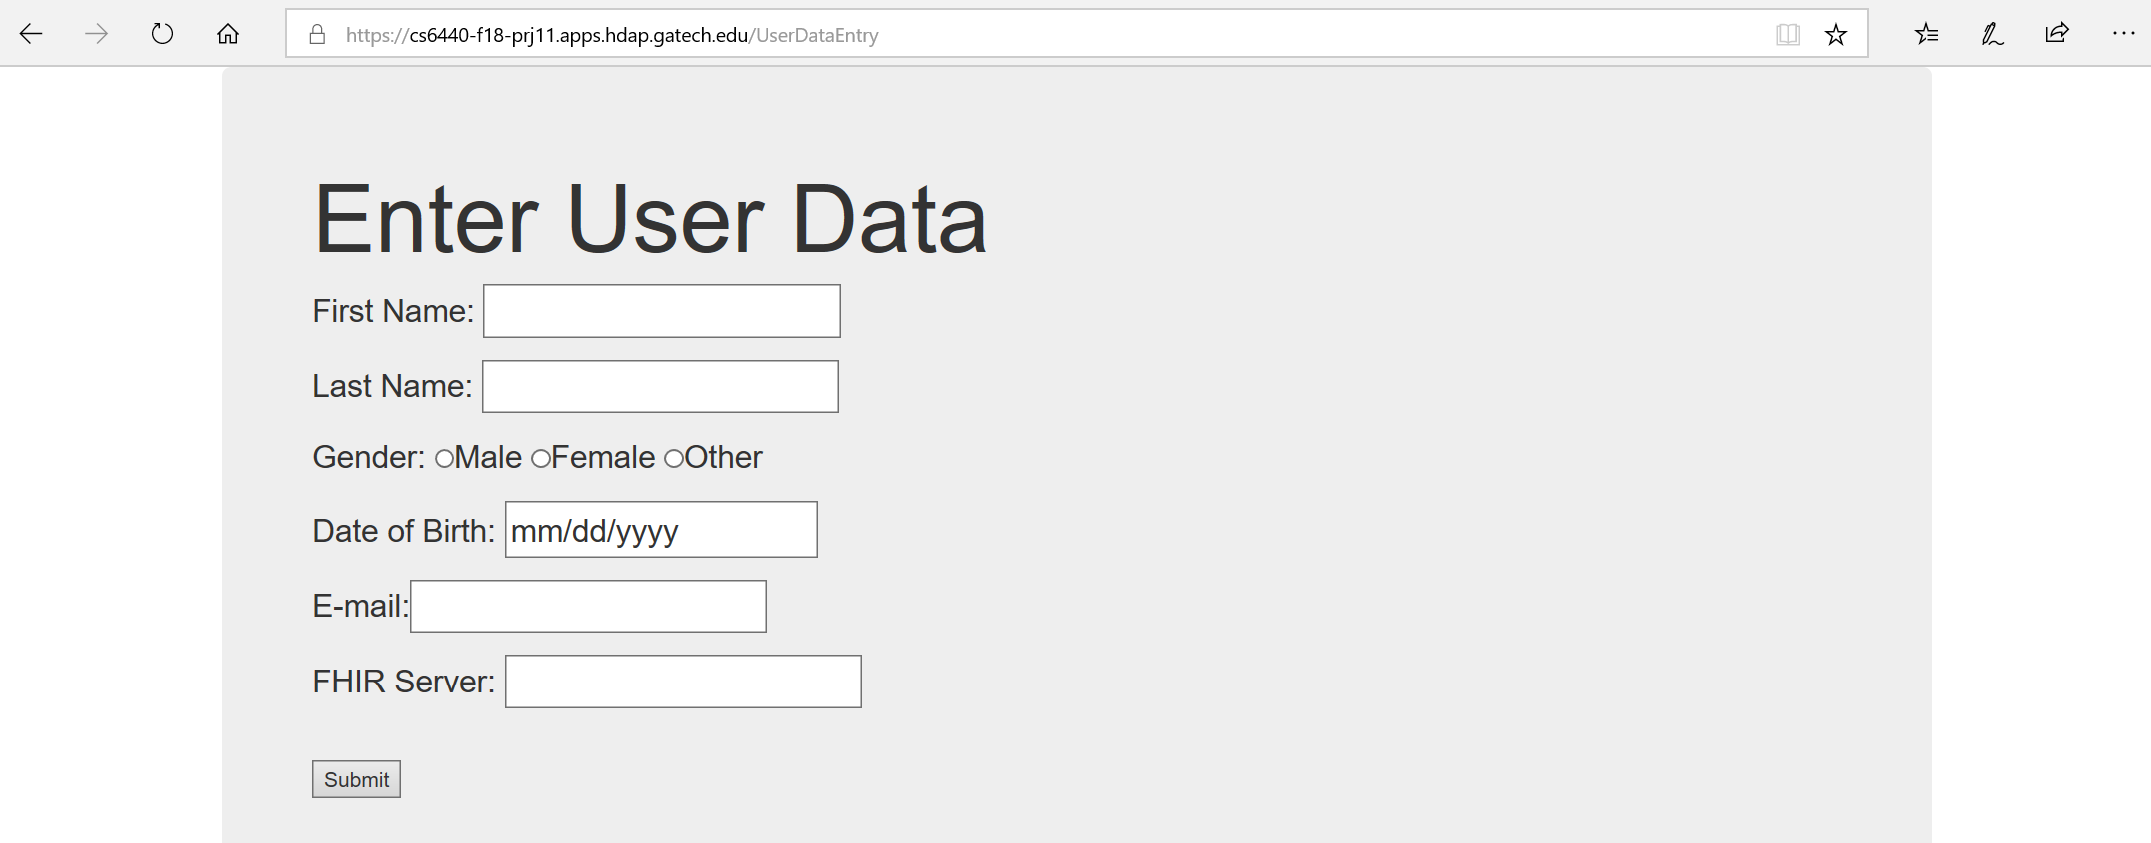 https://cs6440-f18-prj11.apps.hdap.gatech.edu/UserDataEntry
Enter User Data
First Name:
Last Name:
Gender: Male Female Other
Date of Birth: mm/dd/yyyy
E-mail:
FHIR Server:
Submit